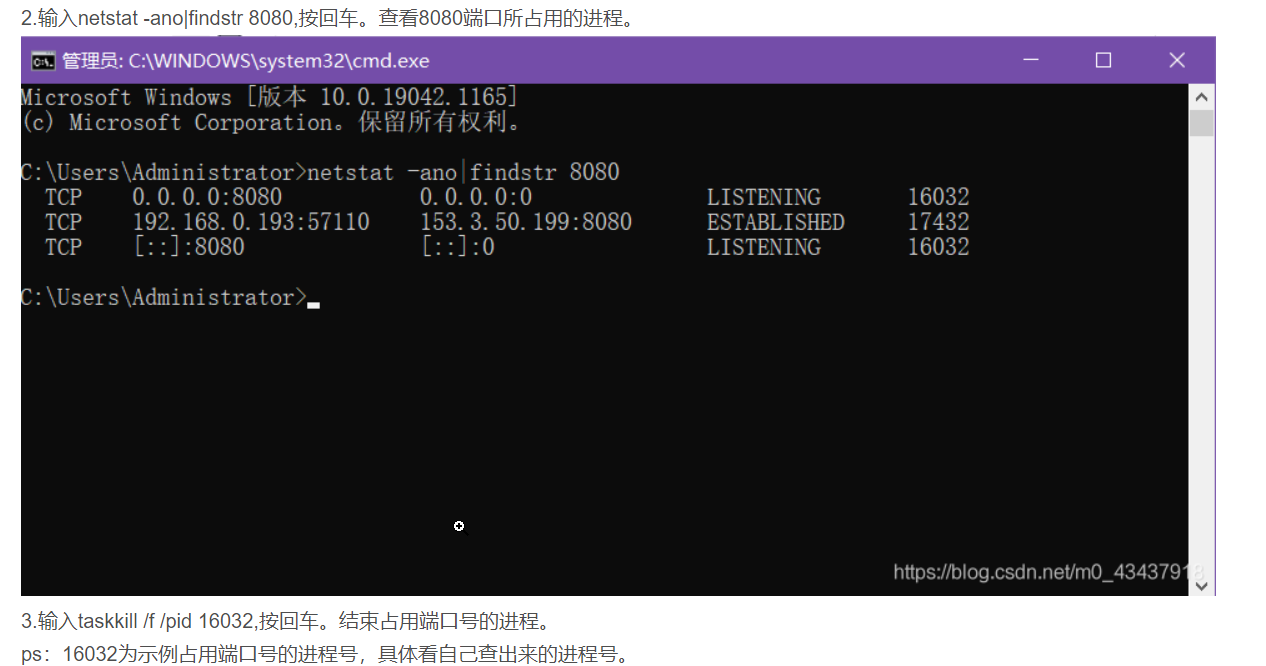 2.输入netstat -ano|findstr 8080,按回车。查看8080端口所占用的进程。
管理员: C:\WINDOWS\system32\cmd.exe
Microsoft Windows [版本 10.0.19042.1165]
(c) Microsoft Corporation。保留所有权利。
C:\Users\Administrator>netstat -ano|findstr 8080
TCP 0.0.0.0:8080 0.0.0.0:0 LISTENING 16032
TCP 192.168.0.193:57110 153.3.50.199:8080 ESTABLISHED 17432
TCP [::]:8080 [::]:0 LISTENING 16032
C:\Users\Administrator>
https://blog.csdn.net/m0_43437918
3.输入taskkill /f /pid 16032,按回车。结束占用端口号的进程。
ps：16032为示例占用端口号的进程号，具体看自己查出来的进程号。